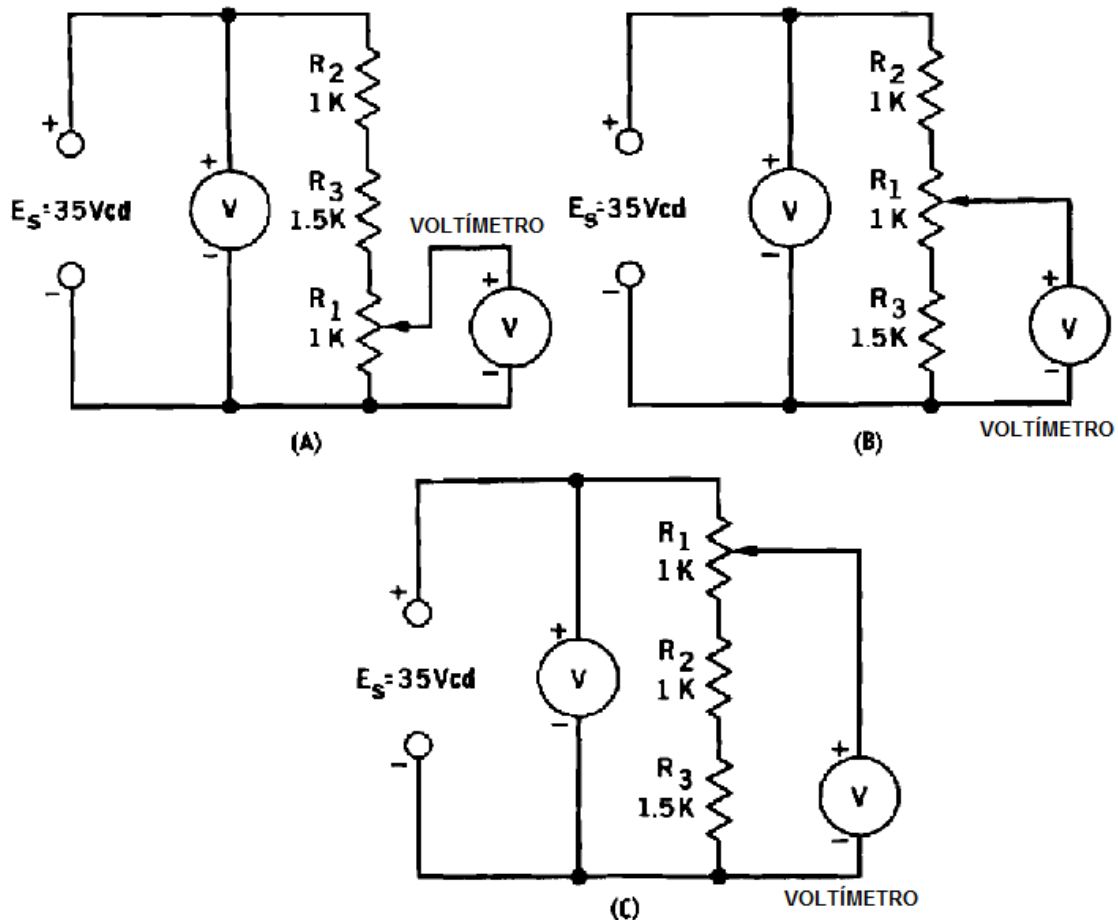 R2
1K
+
+
R3
1.5K
Es=35Vcd
V
VOLTÍMETRO
-
-
+
R1
1K
V
-
(A)
R2
1K
+
+
R1
1K
Es=35Vcd
V
-
-
+
R3
1.5K
V
-
VOLTÍMETRO
(B)
R1
1K
+
+
R2
1K
Es=35Vcd
V
-
-
+
R3
1.5K
V
-
VOLTÍMETRO
(C)